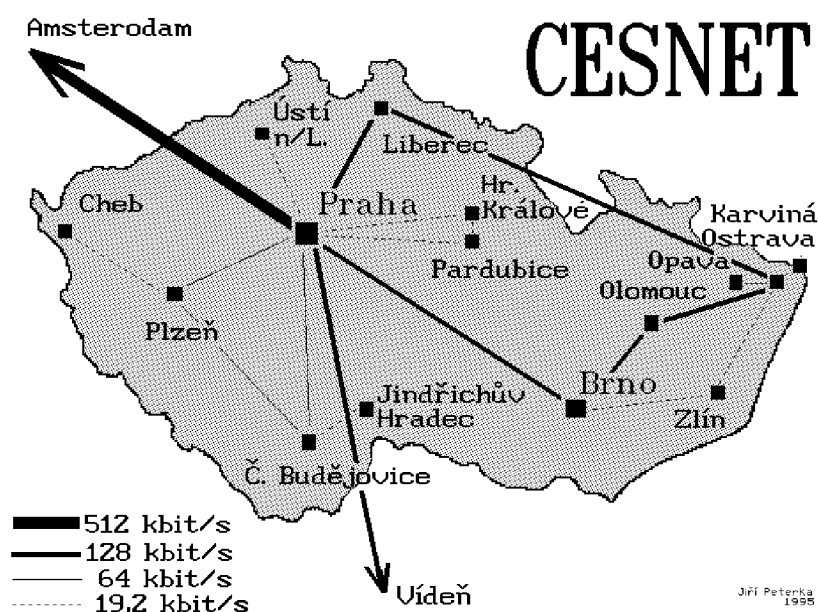 Amsterodam
CESNET
Ústí
n/L.
Liberec
Cheb
Praha
Hr.
Králové
Karviná
Ostrava
Pardubice
Opava
Olomouc
Plzeň
Brno
Jindřichův
Hradec
Zlín
Č. Budějovice
512 kbit/s
128 kbit/s
64 kbit/s
19,2 kbit/s
Vídeň
Jiří Peterka
1995